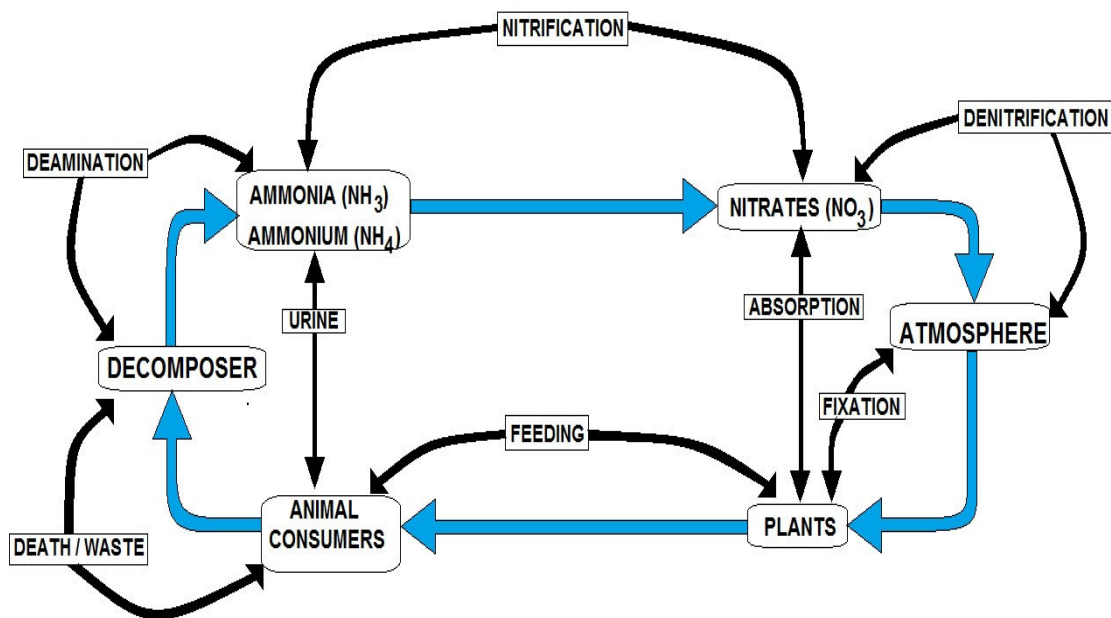 NITRIFICATION
DENITRIFICATION
DEAMINATION
AMMONIA (NH3)
AMMONIUM (NH4)
NITRATES (NO3)
URINE
ABSORPTION
ATMOSPHERE
DECOMPOSER
FIXATION
FEEDING
ANIMAL
CONSUMERS
PLANTS
DEATH / WASTE